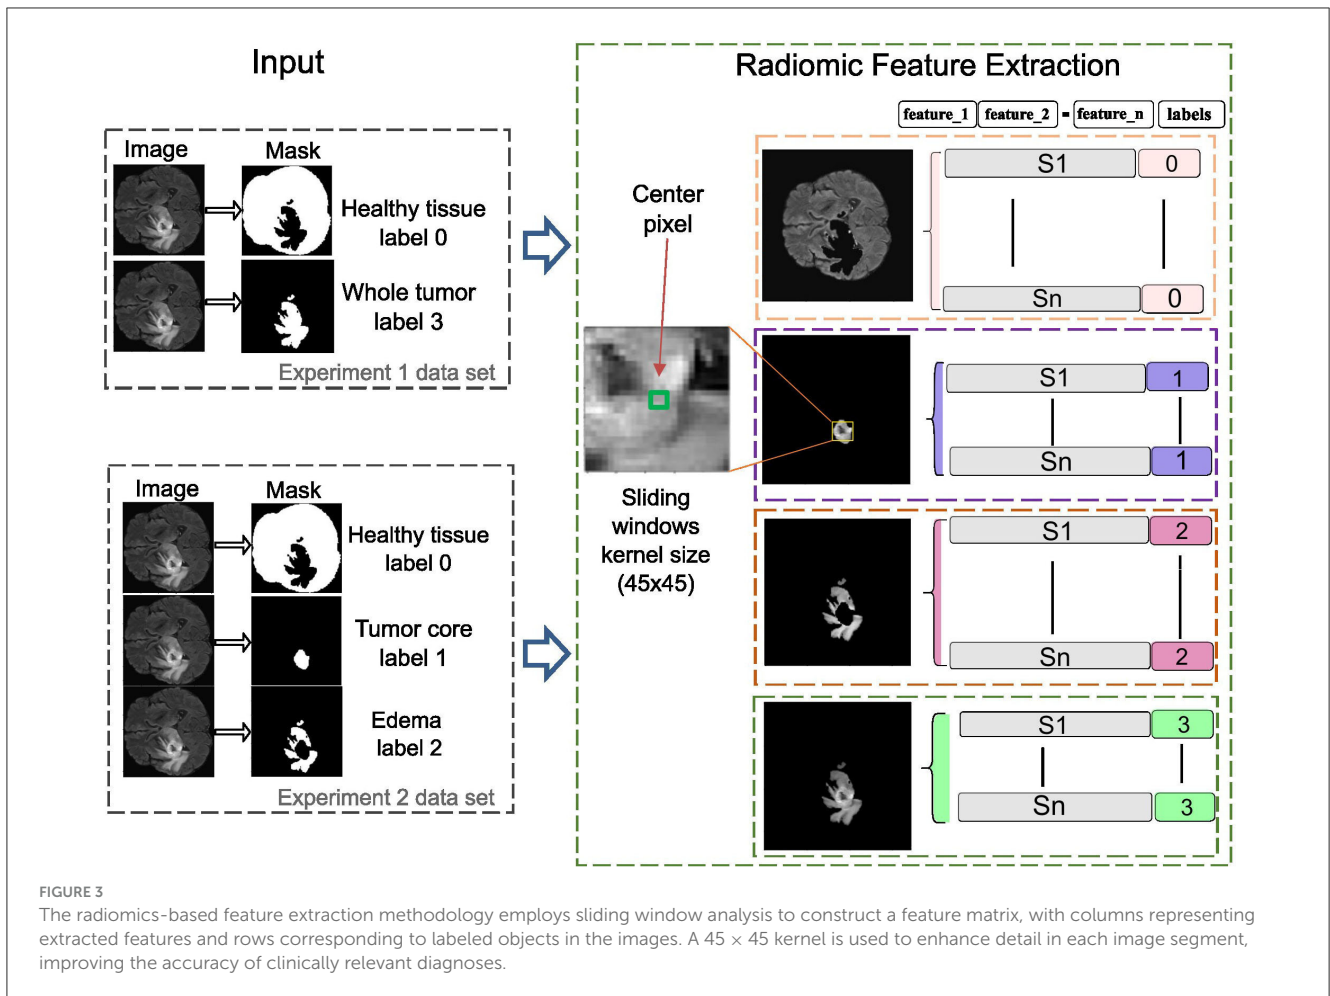 Input
Image Mask
Healthy tissue
label 0
Whole tumor
label 3
Experiment 1 data set
Image Mask
Healthy tissue
label 0
Tumor core
label 1
Edema
label 2
Experiment 2 data set
Radiomic Feature Extraction
feature_1 feature_2 = feature_n labels
Center
pixel
Sliding
windows
kernel size
(45x45)
S1 0
Sn 0
S1 1
Sn 1
S1 2
Sn 2
S1 3
Sn 3
FIGURE 3
The radiomics-based feature extraction methodology employs sliding window analysis to construct a feature matrix, with columns representing
extracted features and rows corresponding to labeled objects in the images. A 45 × 45 kernel is used to enhance detail in each image segment,
improving the accuracy of clinically relevant diagnoses.